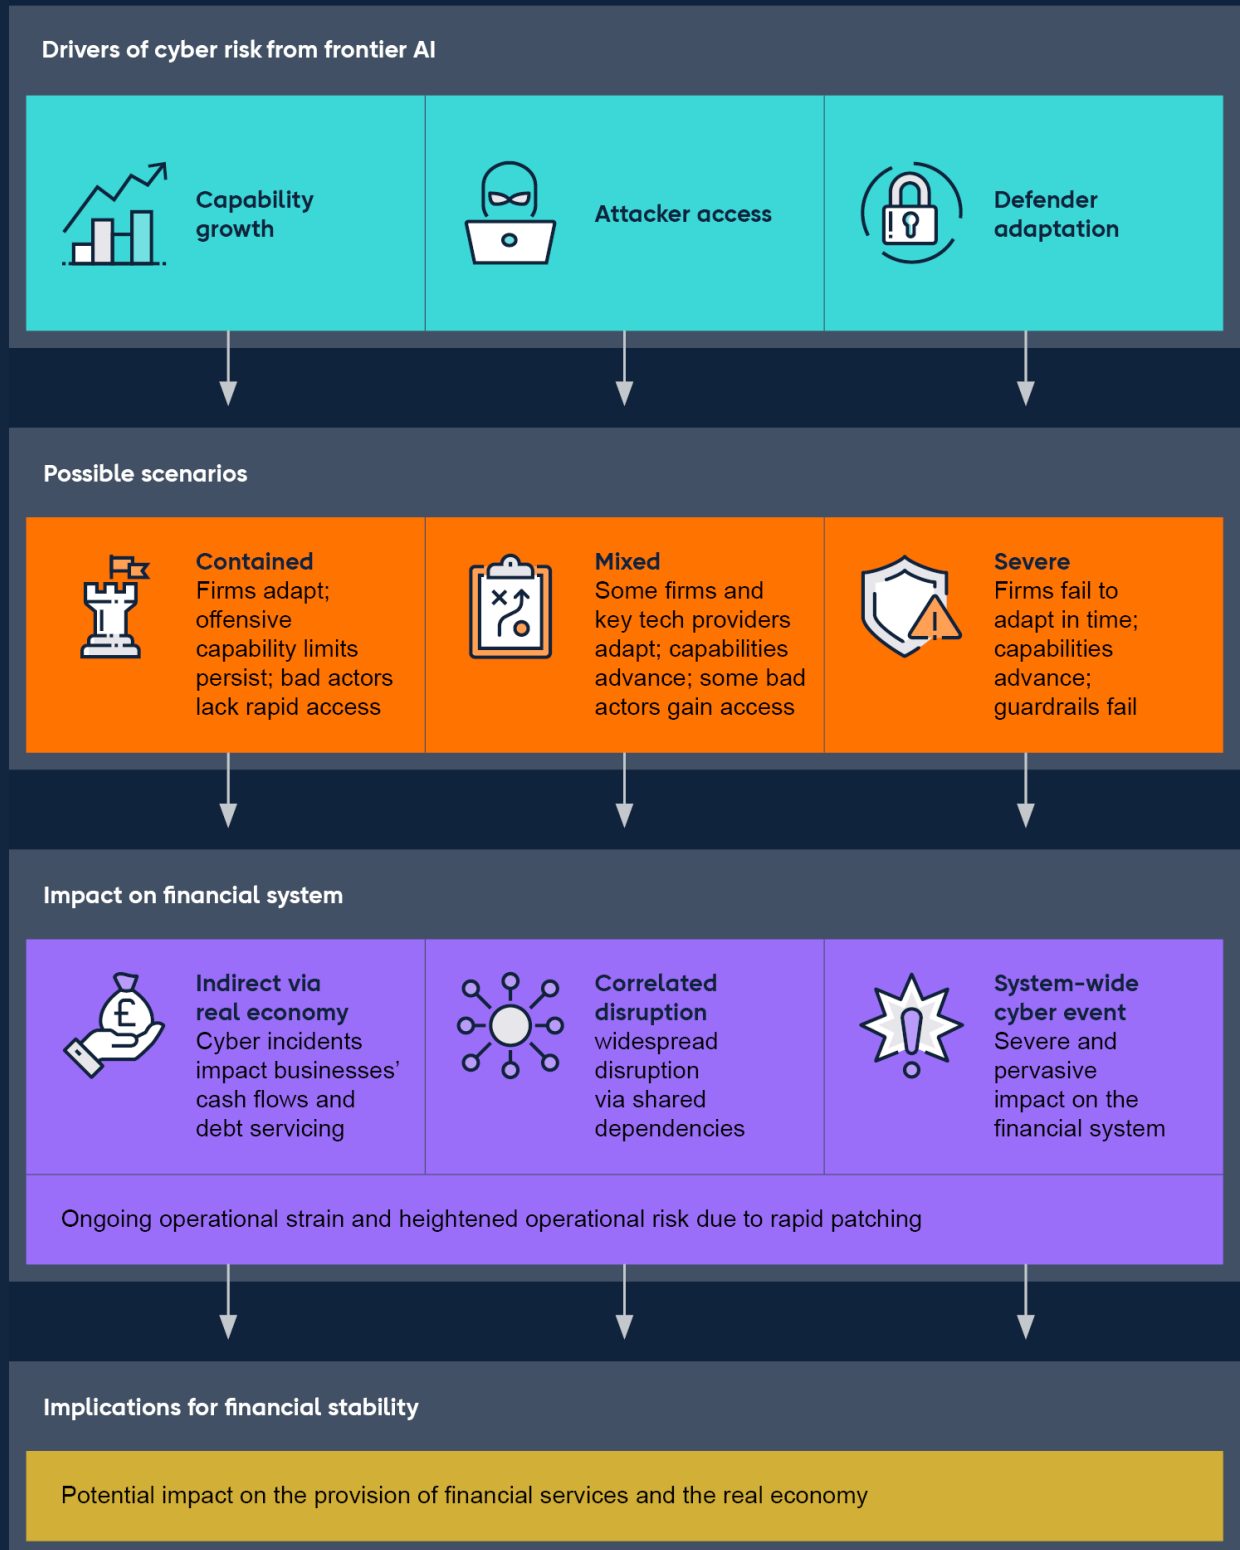 Drivers of cyber risk from frontier AI
Capability
growth
Attacker access
Defender
adaptation
Possible scenarios
Contained
Firms adapt;
offensive
capability limits
persist; bad actors
lack rapid access
Mixed
Some firms and
key tech providers
adapt; capabilities
advance; some bad
actors gain access
Severe
Firms fail to
adapt in time;
capabilities
advance;
guardrails fail
Impact on financial system
£
Indirect via
real economy
Cyber incidents
impact businesses’
cash flows and
debt servicing
Correlated
disruption
widespread
disruption
via shared
dependencies
System-wide
cyber event
Severe and
pervasive
impact on the
financial system
Ongoing operational strain and heightened operational risk due to rapid patching
Implications for financial stability
Potential impact on the provision of financial services and the real economy